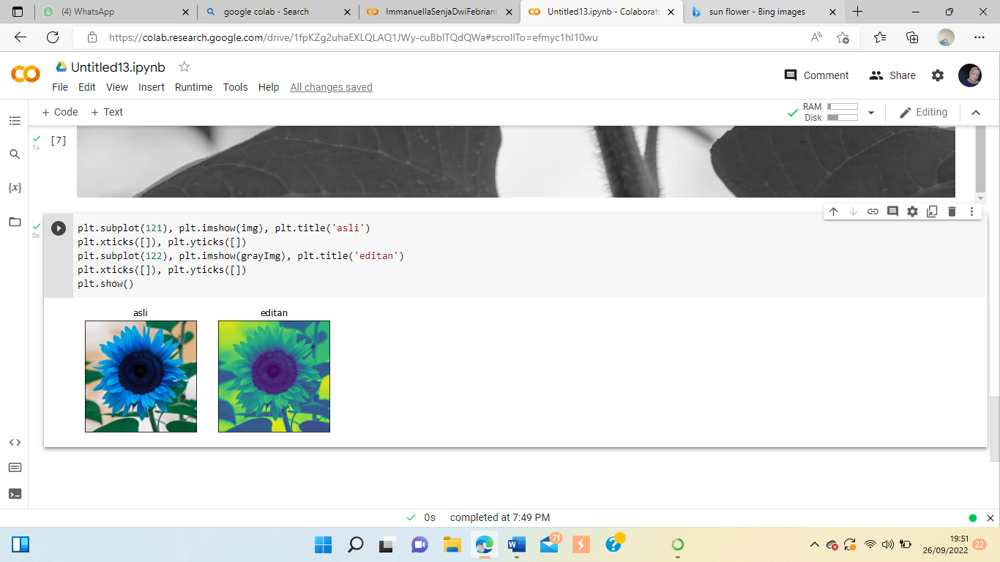 (4) WhatsApp
google colab - Search
ImmanuellaSenjaDwiFebriani
Untitled13.ipynb - Colaborato
sun flower - Bing images
https://colab.research.google.com/drive/1fpKZg2uhaEXLQLAQ1JWy-cuBblTQdQWa#scrollTo=efmyc1hl10wu
Untitled13.ipynb
File Edit View Insert Runtime Tools Help All changes saved
Comment Share
+ Code + Text
RAM
Disk
Editing
[7]
1s
{x}
0s
plt.subplot(121), plt.imshow(img), plt.title('asli')
plt.xticks([]), plt.yticks([])
plt.subplot(122), plt.imshow(grayImg), plt.title('editan')
plt.xticks([]), plt.yticks([])
plt.show()
asli editan
0s completed at 7:49 PM
71
19:51
26/09/2022
22